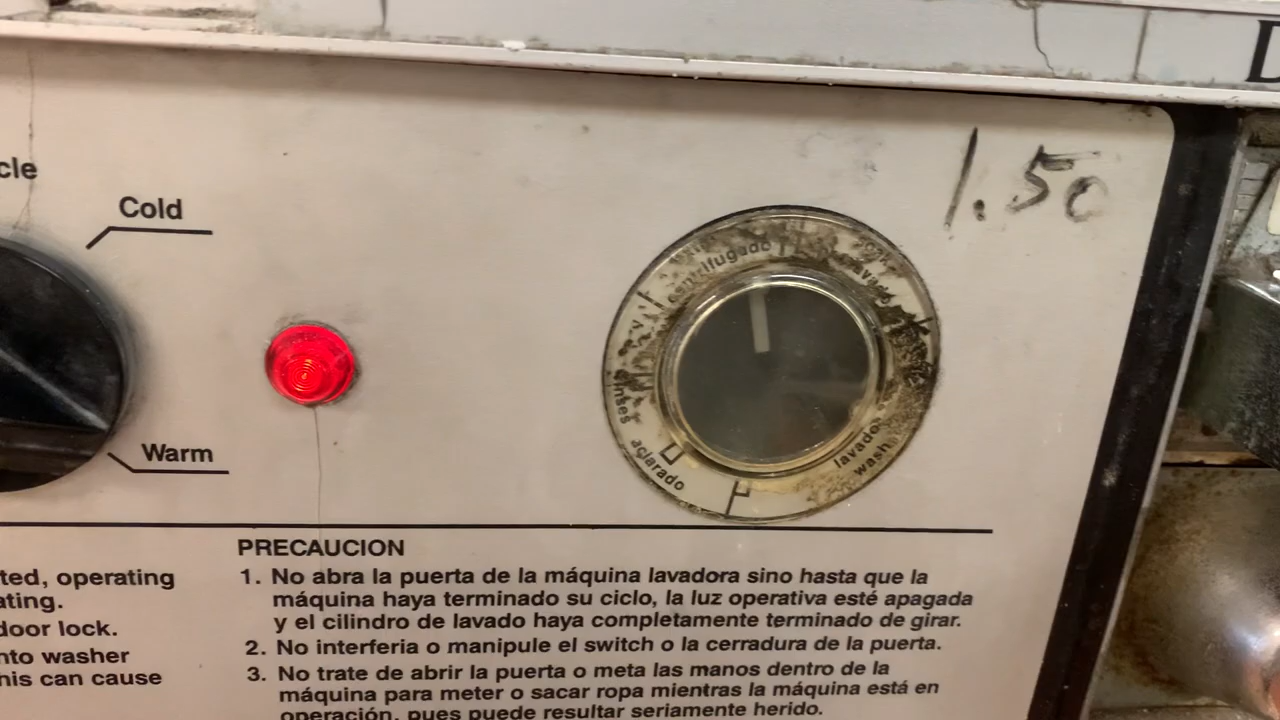 D
cle
Cold
1.50
centrifugado
lavado
rinses
aclarado
lavado
wash
Warm
PRECAUCION
ted, operating
ating.
door lock.
nto washer
his can cause
1. No abra la puerta de la máquina lavadora sino hasta que la
máquina haya terminado su ciclo, la luz operativa esté apagada
y el cilindro de lavado haya completamente terminado de girar.
2. No interferia o manipule el switch o la cerradura de la puerta.
3. No trate de abrir la puerta o meta las manos dentro de la
máquina para meter o sacar ropa mientras la máquina está en
operación, pues puede resultar seriamente herido.